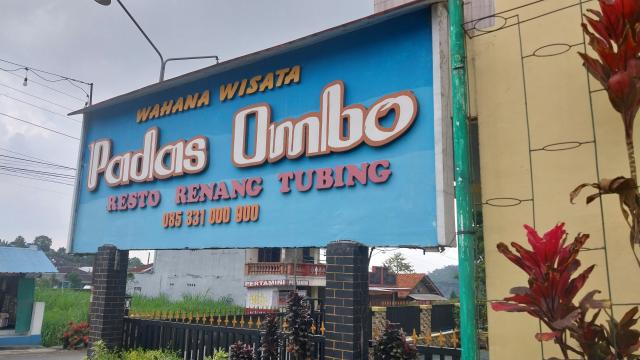 WAHANA WISATA
Padas Ombo
RESTO RENANG TUBING
085 331 000 900
PERTAMINI